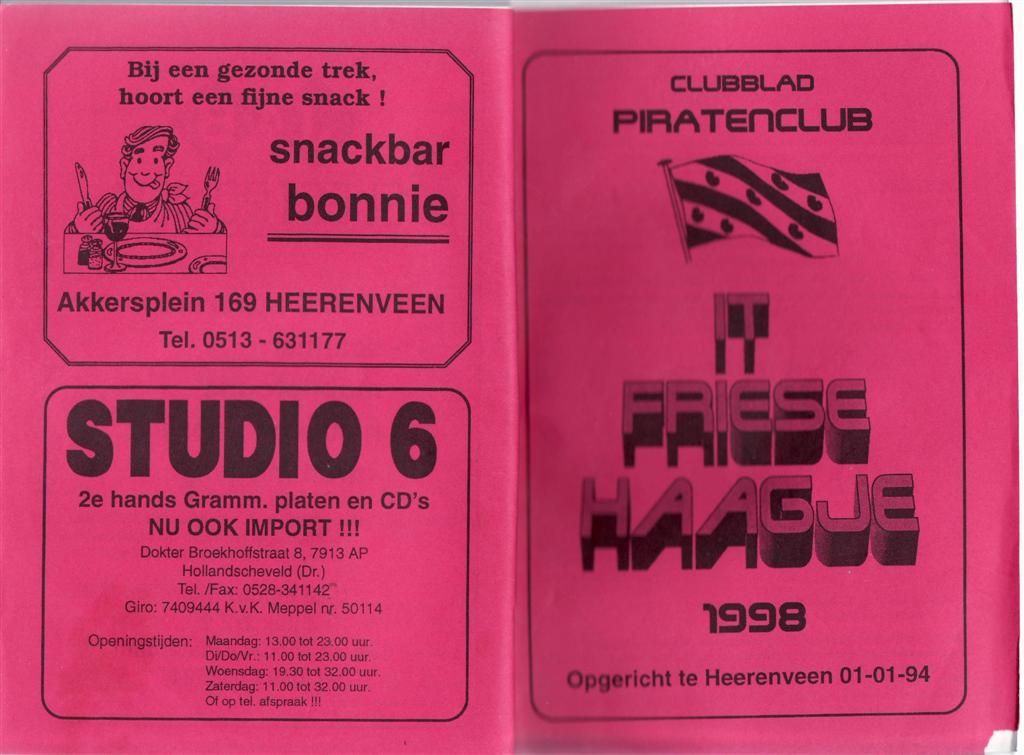 Bij een gezonde trek,
hoort een fijne snack !
snackbar
bonnie
Akkersplein 169 HEERENVEEN
Tel. 0513 - 631177
STUDIO 6
2e hands Gramm. platen en CD's
NU OOK IMPORT !!!
Dokter Broekhoffstraat 8, 7913 AP
Hollandscheveld (Dr.)
Tel. /Fax: 0528-341142
Giro: 7409444 K.v.K. Meppel nr. 50114
Openingstijden: Maandag: 13.00 tot 23.00 uur.
Di/Do/Vr.: 11.00 tot 23.00 uur.
Woensdag: 19.30 tot 32.00 uur.
Zaterdag: 11.00 tot 32.00 uur.
Of op tel. afspraak !!!
CLUBBLAD
PIRATENCLUB
IT
FRIESE
HAAGJE
1998
Opgericht te Heerenveen 01-01-94